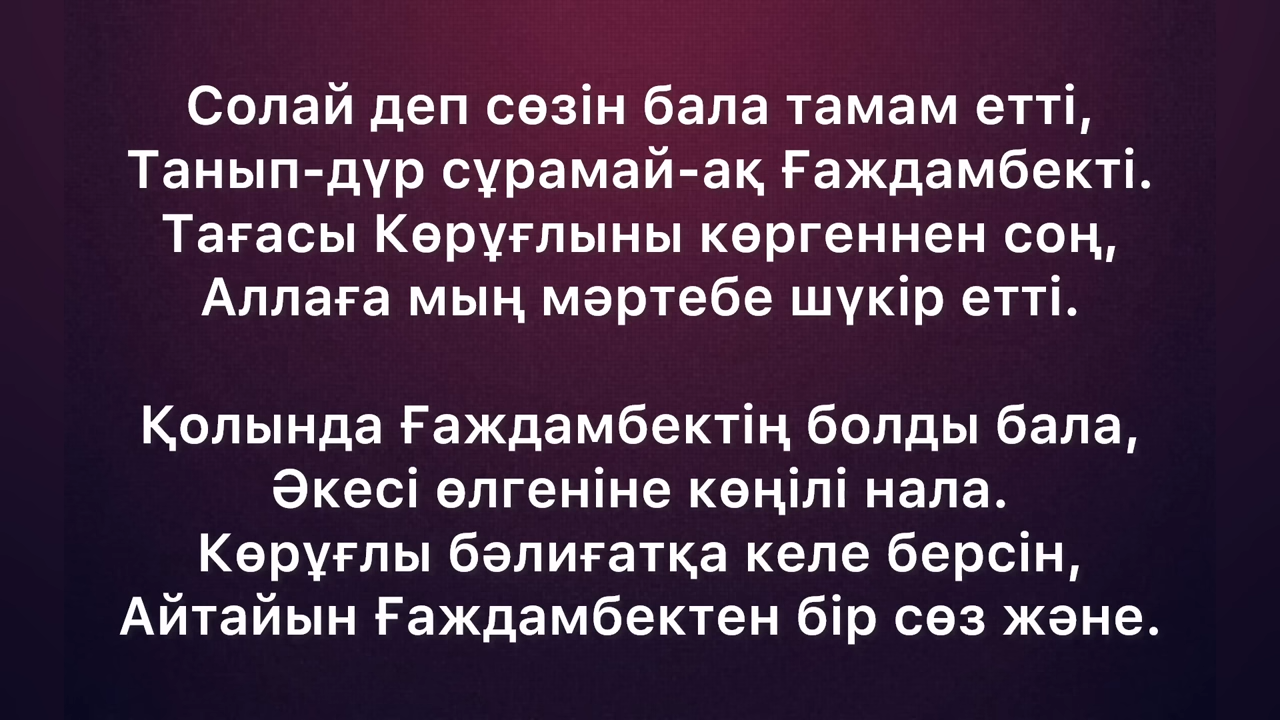 Солай деп сөзін бала тамам етті,
Танып-дүр сұрамай-ақ Ғаждамбекті.
Тағасы Көрұғлыны көргеннен соң,
Аллаға мың мәртебе шүкір етті.
Қолында Ғаждамбектің болды бала,
Әкесі өлгеніне көңілі нала.
Көрұғлы бәлиғатқа келе берсін,
Айтайын Ғаждамбектен бір сөз және.